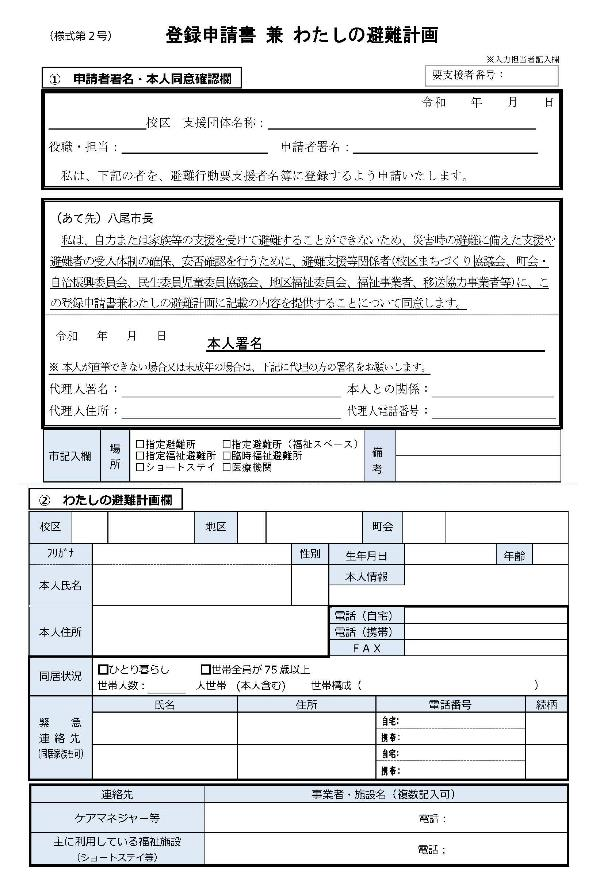 （様式第２号）
登録申請書 兼 わたしの避難計画
※入力担当者記入欄
① 申請者署名・本人同意確認欄
要支援者番号：
令和　　年　　月　　日
校区　支援団体名称：
役職・担当：　申請者署名：
私は、下記の者を、避難行動要支援者名簿に登録するよう申請いたします。
（あて先）八尾市長
私は、自力または家族等の支援を受けて避難することができないため、災害時の避難に備えた支援や
避難者の受入体制の確保、安否確認を行うために、避難支援等関係者（校区まちづくり協議会、町会・
自治振興委員会、民生委員児童委員協議会、地区福祉委員会、福祉事業者、移送協力事業者等）に、こ
の登録申請書兼わたしの避難計画に記載の内容を提供することについて同意します。
令和　　年　　月　　日
本人署名
※ 本人が直筆できない場合又は未成年の場合は、下記に代理の方の署名をお願いします。
代理人署名：　本人との関係：
代理人住所：　代理人電話番号：
市記入欄　場所　□指定避難所　□指定避難所（福祉スペース）　備考
□指定福祉避難所　□臨時福祉避難所
□ショートステイ　□医療機関
② わたしの避難計画欄
校区　地区　町会
ﾌﾘｶﾞﾅ　性別　生年月日　年齢
本人氏名　本人情報
本人住所　電話（自宅）
電話（携帯）
ＦＡＸ
同居状況　□ひとり暮らし　□世帯全員が75歳以上
世帯人数：　人世帯　（本人含む）　世帯構成（　　）
緊急連絡先（同居家族も可）　氏名　住所　電話番号　続柄
自宅：
携帯：
自宅：
携帯：
連絡先　事業者・施設名（複数記入可）
ケアマネジャー等　電話：
主に利用している福祉施設（ショートステイ等）　電話：